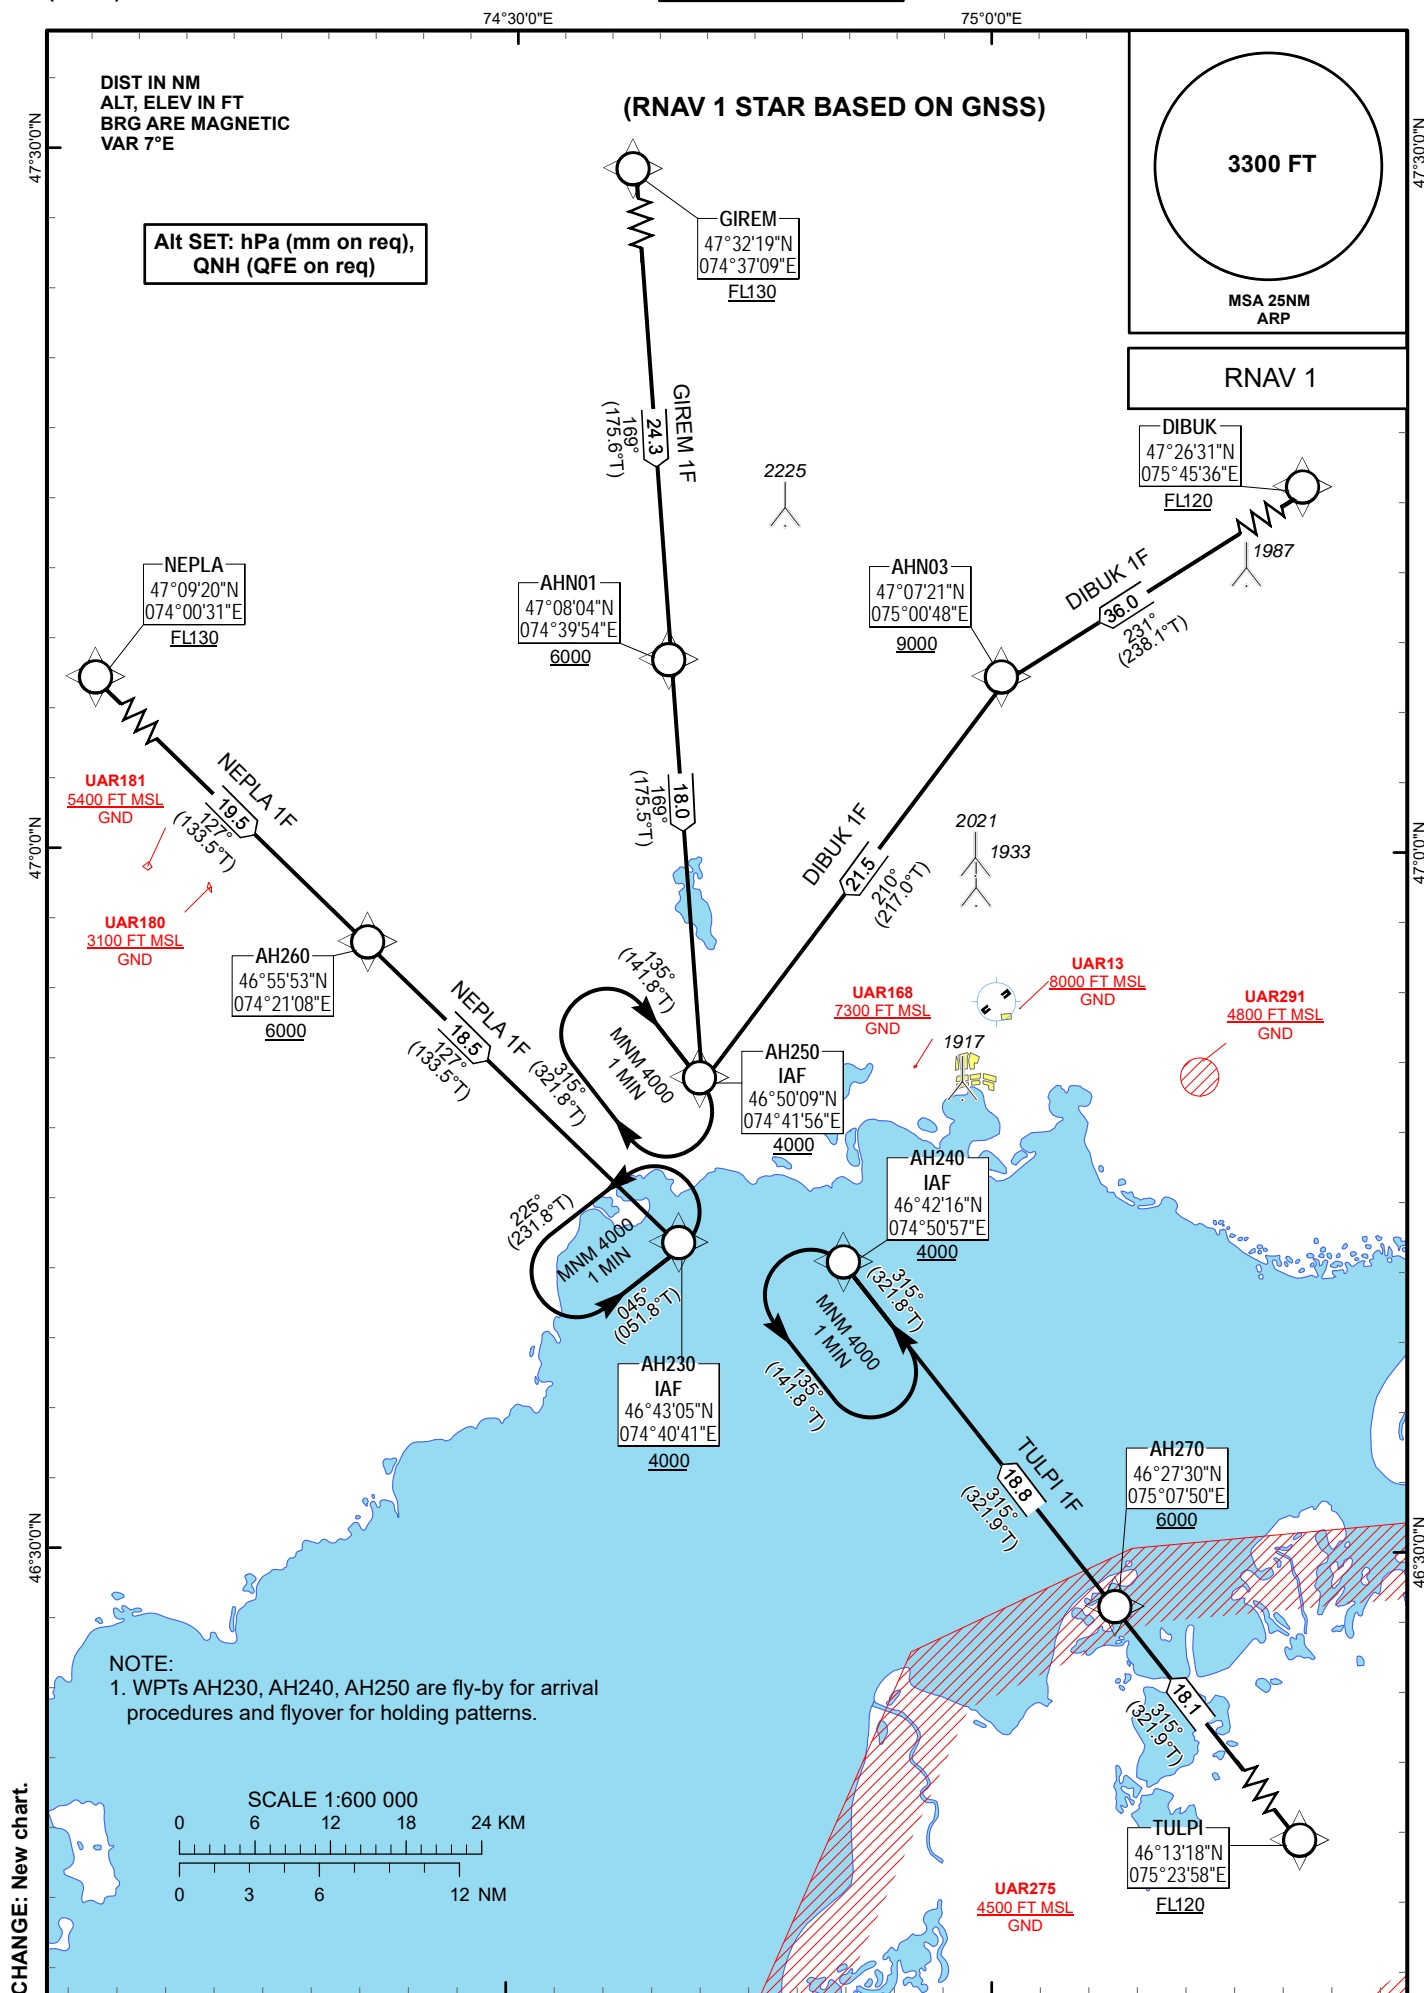 74°30'0"E
75°0'0"E
DIST IN NM
ALT, ELEV IN FT
BRG ARE MAGNETIC
VAR 7°E
(RNAV 1 STAR BASED ON GNSS)
47°30'0"N
47°30'0"N
3300 FT
MSA 25NM
ARP
Alt SET: hPa (mm on req),
QNH (QFE on req)
GIREM
47°32'19"N
074°37'09"E
FL130
RNAV 1
DIBUK
47°26'31"N
075°45'36"E
FL120
GIREM 1F
24.3
169°
(175.6°T)
2225
1987
DIBUK 1F
36.0
231°
(238.1°T)
NEPLA
47°09'20"N
074°00'31"E
FL130
AHN01
47°08'04"N
074°39'54"E
6000
AHN03
47°07'21"N
075°00'48"E
9000
NEPLA 1F
19.5
127°
(133.5°T)
UAR181
5400 FT MSL
GND
18.0
169°
(175.5°T)
DIBUK 1F
21.5
210°
(217.0°T)
2021
1933
47°0'0"N
47°0'0"N
UAR180
3100 FT MSL
GND
AH260
46°55'53"N
074°21'08"E
6000
NEPLA 1F
18.5
127°
(133.5°T)
135°
(141.8°T)
MNM 4000
1 MIN
315°
(321.8°T)
UAR168
7300 FT MSL
GND
UAR13
8000 FT MSL
GND
UAR291
4800 FT MSL
GND
1917
AH250
IAF
46°50'09"N
074°41'56"E
4000
AH240
IAF
46°42'16"N
074°50'57"E
4000
225°
(231.8°T)
MNM 4000
1 MIN
045°
(051.8°T)
315°
(321.8°T)
MNM 4000
1 MIN
135°
(141.8 °T)
AH230
IAF
46°43'05"N
074°40'41"E
4000
TULPI 1F
18.8
315°
(321.9°T)
AH270
46°27'30"N
075°07'50"E
6000
46°30'0"N
46°30'0"N
NOTE:
1. WPTs AH230, AH240, AH250 are fly-by for arrival
procedures and flyover for holding patterns.
18.1
315°
(321.9°T)
SCALE 1:600 000
0 6 12 18 24 KM
0 3 6 12 NM
TULPI
46°13'18"N
075°23'58"E
FL120
UAR275
4500 FT MSL
GND
CHANGE: New chart.